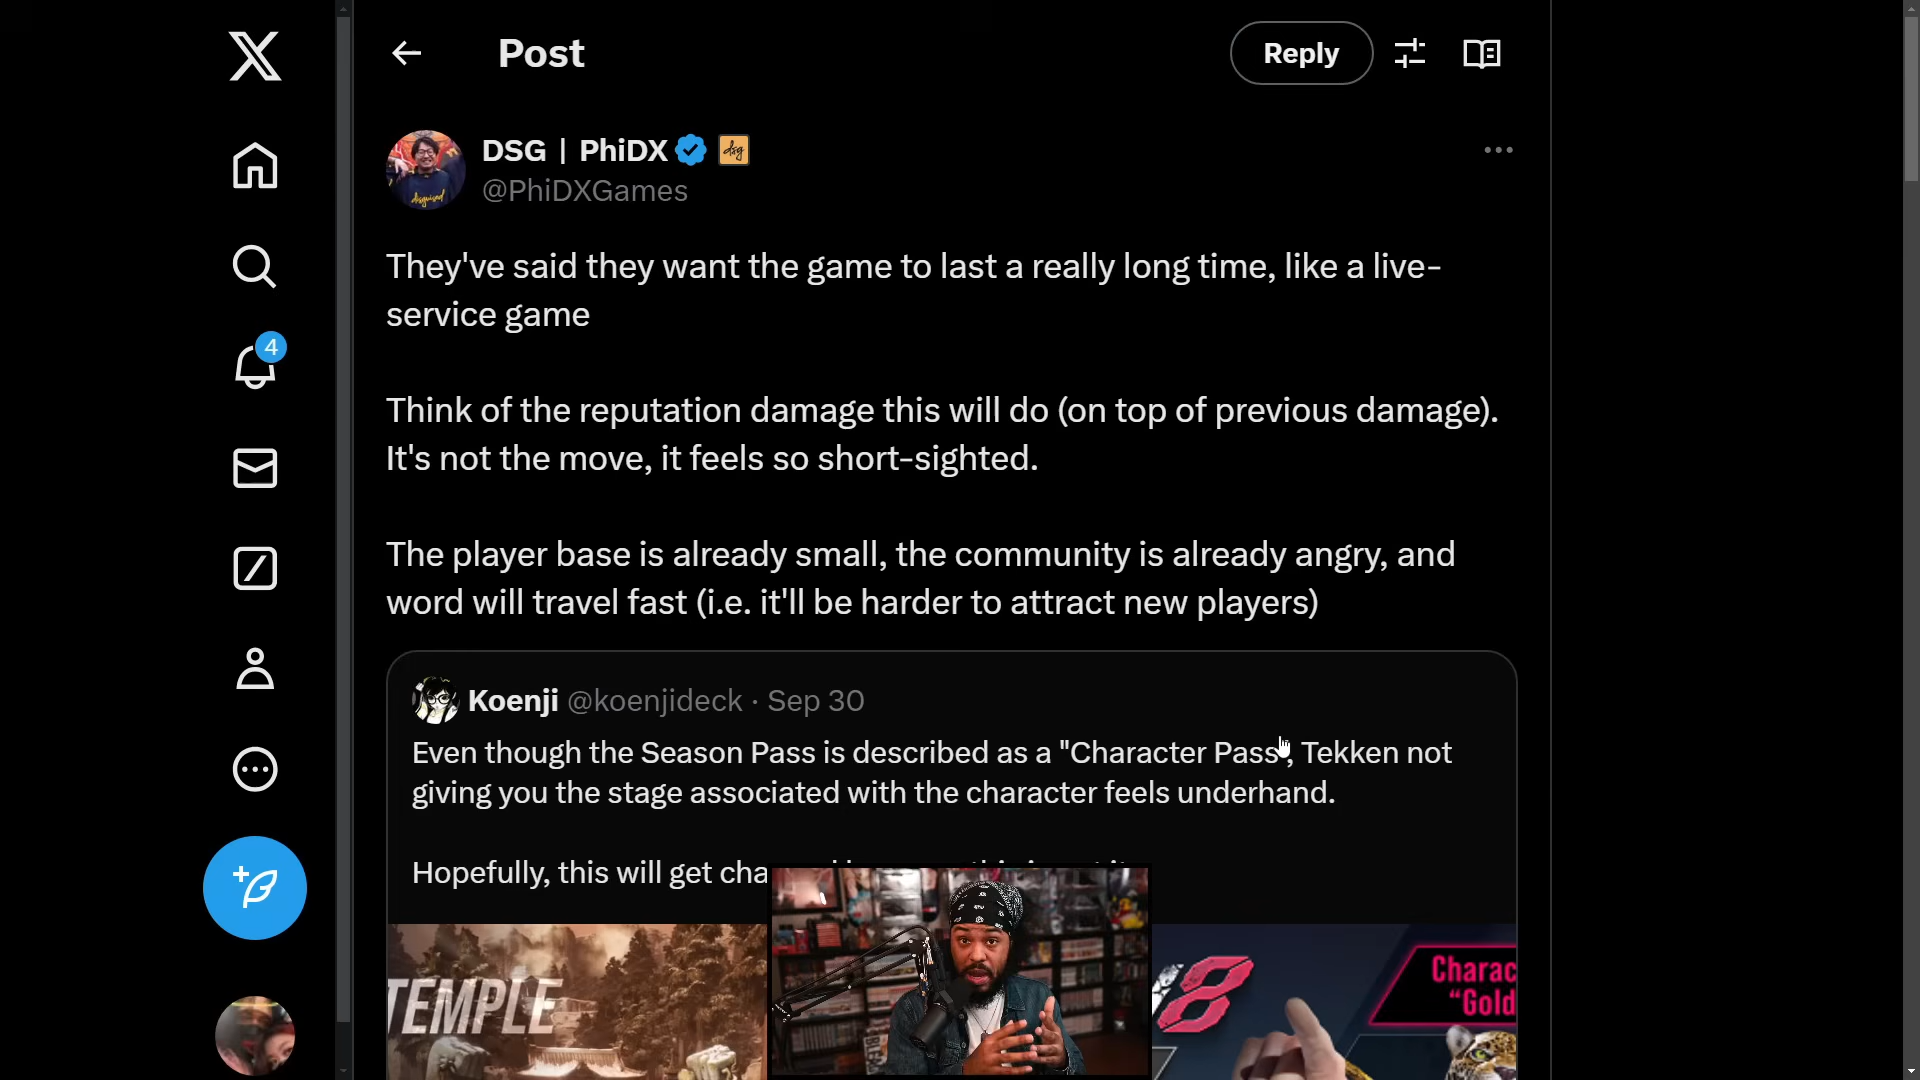 Post
Reply
DSG | PhiDX
dsg
@PhiDXGames
disguised
They've said they want the game to last a really long time, like a live-
service game
Think of the reputation damage this will do (on top of previous damage).
It's not the move, it feels so short-sighted.
The player base is already small, the community is already angry, and
word will travel fast (i.e. it'll be harder to attract new players)
4
Koenji @koenjideck · Sep 30
Even though the Season Pass is described as a "Character Pass", Tekken not
giving you the stage associated with the character feels underhand.
Hopefully, this will get cha
TEMPLE
8
Charac
"Gold